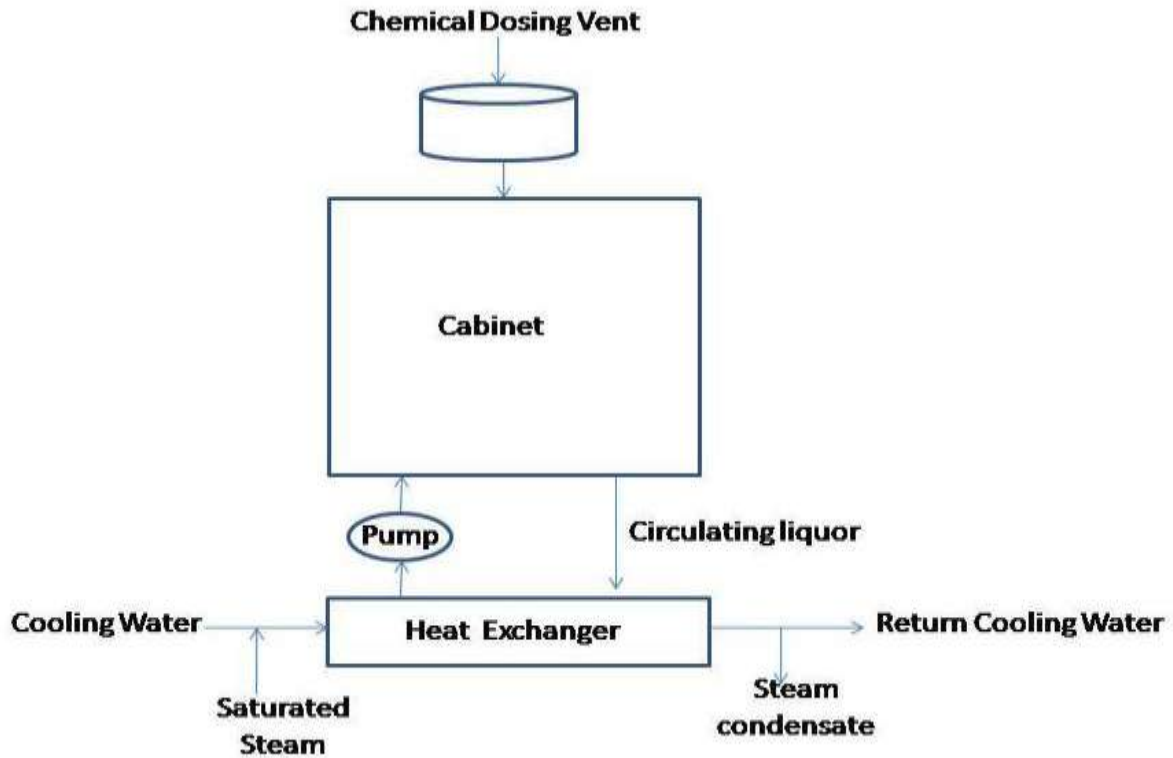 Chemical Dosing Vent
Cabinet
Pump
Circulating liquor
Cooling Water
Heat Exchanger
Return Cooling Water
Saturated
Steam
Steam
condensate